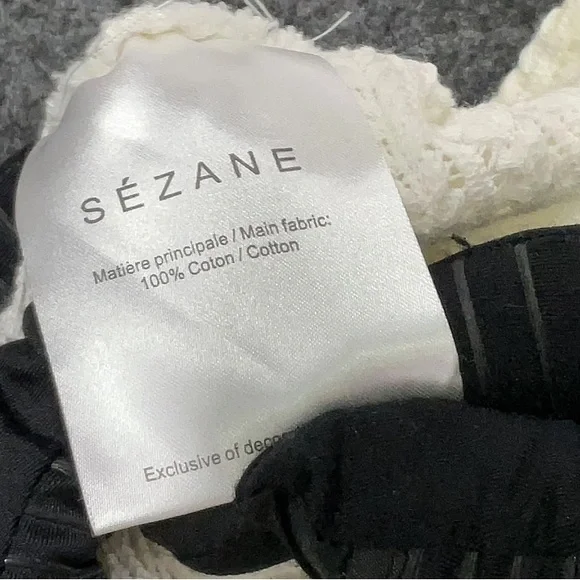 SÉZANE
Matière principale / Main fabric:
100% Coton / Cotton
Exclusive of